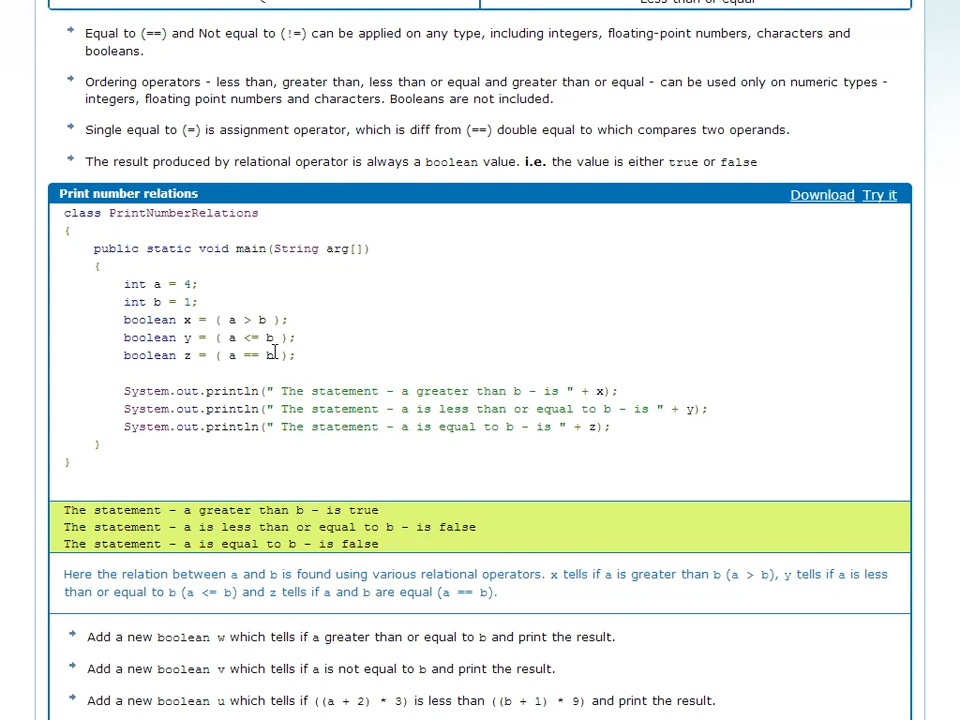 Less than or equal
Equal to (==) and Not equal to (!=) can be applied on any type, including integers, floating-point numbers, characters and
booleans.
Ordering operators - less than, greater than, less than or equal and greater than or equal - can be used only on numeric types -
integers, floating point numbers and characters. Booleans are not included.
Single equal to (=) is assignment operator, which is diff from (==) double equal to which compares two operands.
The result produced by relational operator is always a boolean value. i.e. the value is either true or false
Print number relations Download Try it
class PrintNumberRelations
{
    public static void main(String arg[])
    {
        int a = 4;
        int b = 1;
        boolean x = ( a > b );
        boolean y = ( a <= b );
        boolean z = ( a == b );
        System.out.println(" The statement - a greater than b - is " + x);
        System.out.println(" The statement - a is less than or equal to b - is " + y);
        System.out.println(" The statement - a is equal to b - is " + z);
    }
}
The statement - a greater than b - is true
The statement - a is less than or equal to b - is false
The statement - a is equal to b - is false
Here the relation between a and b is found using various relational operators. x tells if a is greater than b (a > b), y tells if a is less
than or equal to b (a <= b) and z tells if a and b are equal (a == b).
Add a new boolean w which tells if a greater than or equal to b and print the result.
Add a new boolean v which tells if a is not equal to b and print the result.
Add a new boolean u which tells if ((a + 2) * 3) is less than ((b + 1) * 9) and print the result.